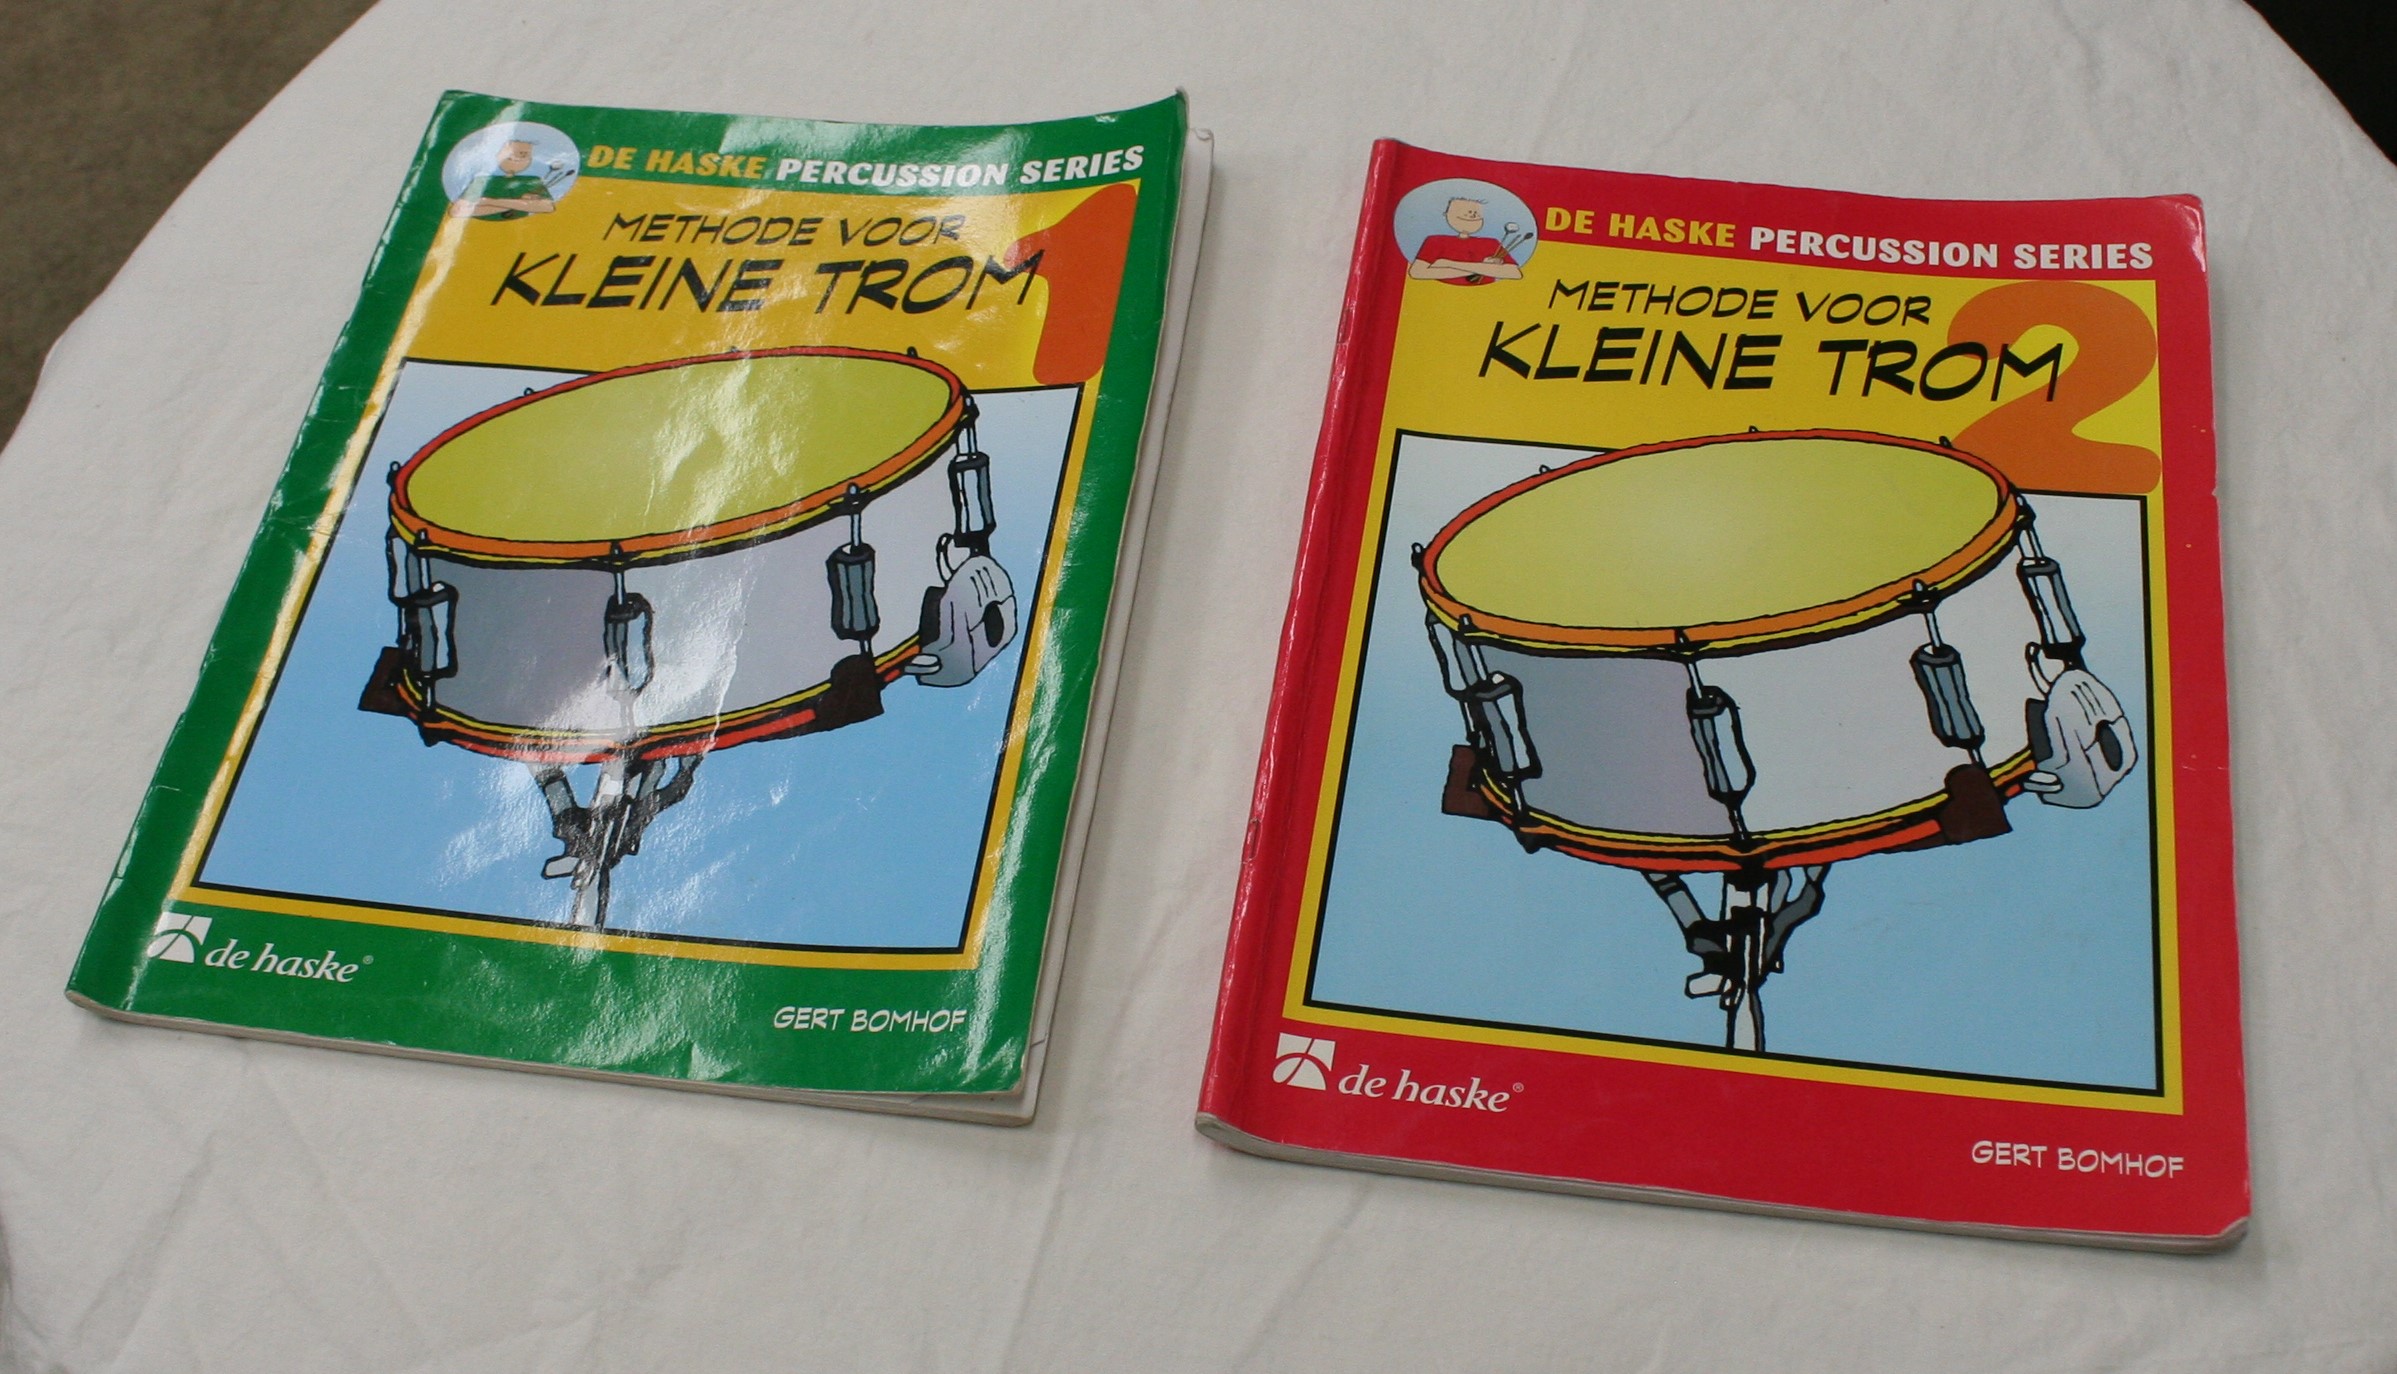 DE HASKE PERCUSSION SERIES
METHODE VOOR
KLEINE TROM 1
de haske®
GERT BOMHOF
DE HASKE PERCUSSION SERIES
METHODE VOOR
KLEINE TROM 2
de haske®
GERT BOMHOF